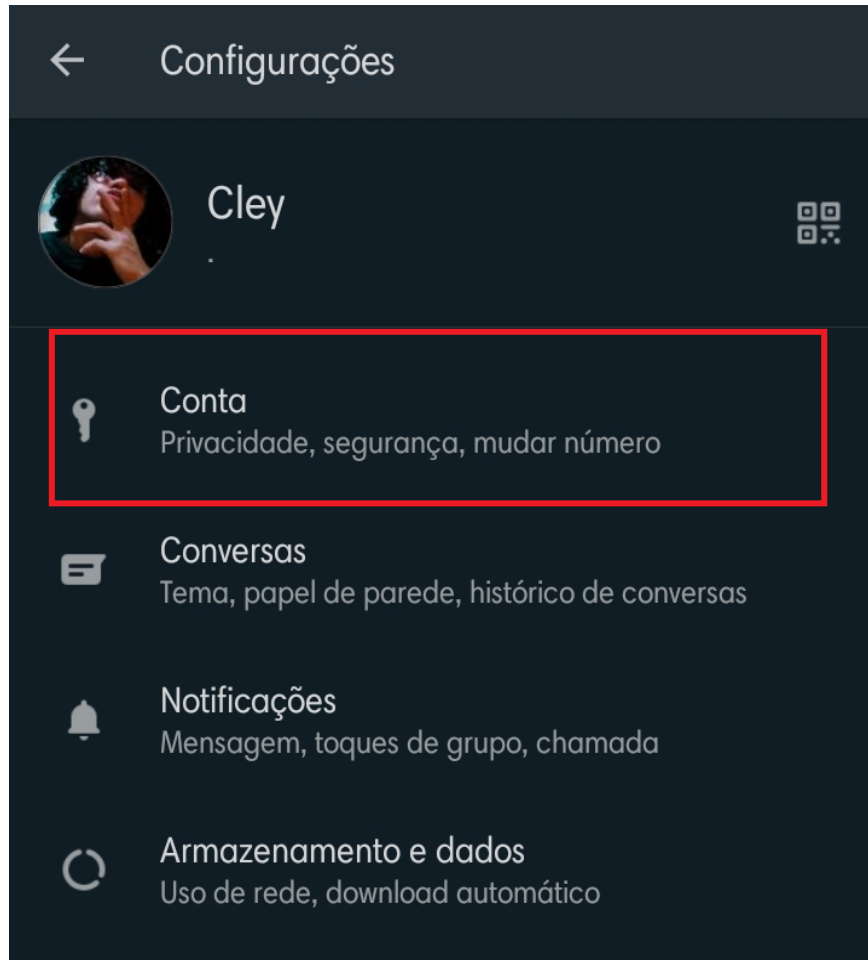 Configurações
Cley
.
Conta
Privacidade, segurança, mudar número
Conversas
Tema, papel de parede, histórico de conversas
Notificações
Mensagem, toques de grupo, chamada
Armazenamento e dados
Uso de rede, download automático